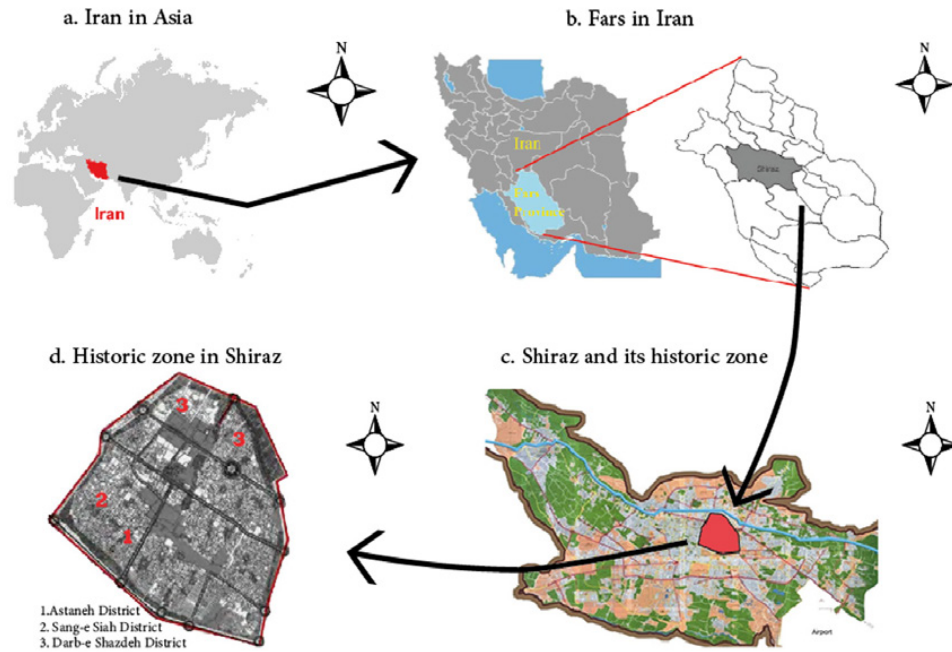 a. Iran in Asia
N
Iran
b. Fars in Iran
N
Iran
Fars
Province
Shiraz
d. Historic zone in Shiraz
N
3
3
2
1
1.Astaneh District
2. Sang-e Siah District
3. Darb-e Shazdeh District
c. Shiraz and its historic zone
N
Airport